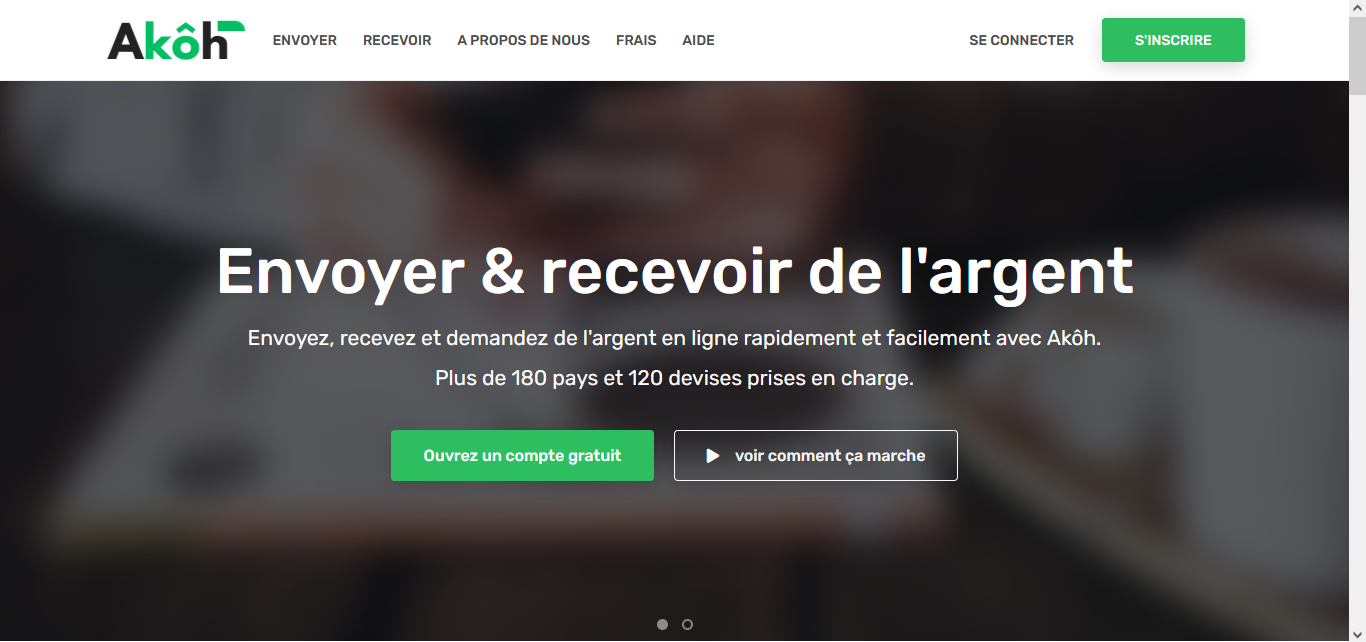 Akôh
ENVOYER
RECEVOIR
A PROPOS DE NOUS
FRAIS
AIDE
SE CONNECTER
S'INSCRIRE
Envoyer & recevoir de l'argent
Envoyez, recevez et demandez de l'argent en ligne rapidement et facilement avec Akôh.
Plus de 180 pays et 120 devises prises en charge.
Ouvrez un compte gratuit
voir comment ça marche